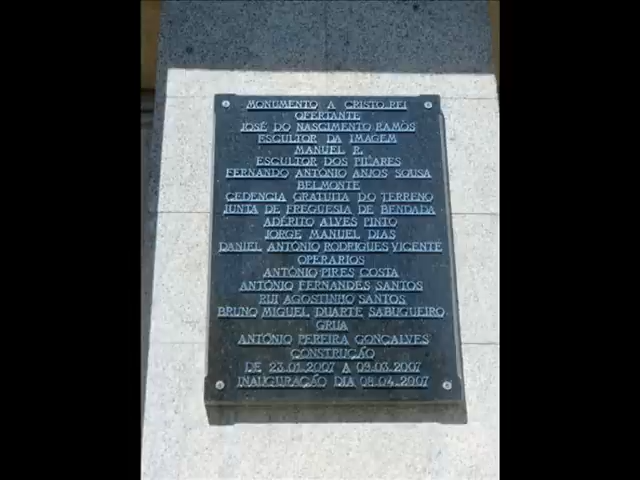 MONUMENTO A CRISTO REI
OFERTANTE
JOSÉ DO NASCIMENTO RAMOS
ESCULTOR DA IMAGEM
MANUEL R.
ESCULTOR DOS PILARES
FERNANDO ANTÓNIO ANJOS SOUSA
BELMONTE
CEDENCIA GRATUITA DO TERRENO
JUNTA DE FREGUESIA DE BENDADA
ADÉRITO ALVES PINTO
JORGE MANUEL DIAS
DANIEL ANTÓNIO RODRIGUES VICENTE
OPERARIOS
ANTÓNIO PIRES COSTA
ANTÓNIO FERNANDES SANTOS
RUI AGOSTINHO SANTOS
BRUNO MIGUEL DUARTE SABUGUEIRO
GRUA
ANTÓNIO PEREIRA GONÇALVES
CONSTRUÇÃO
DE 23.01.2007 A 09.03.2007
INAUGURAÇÃO DIA 08.04.2007